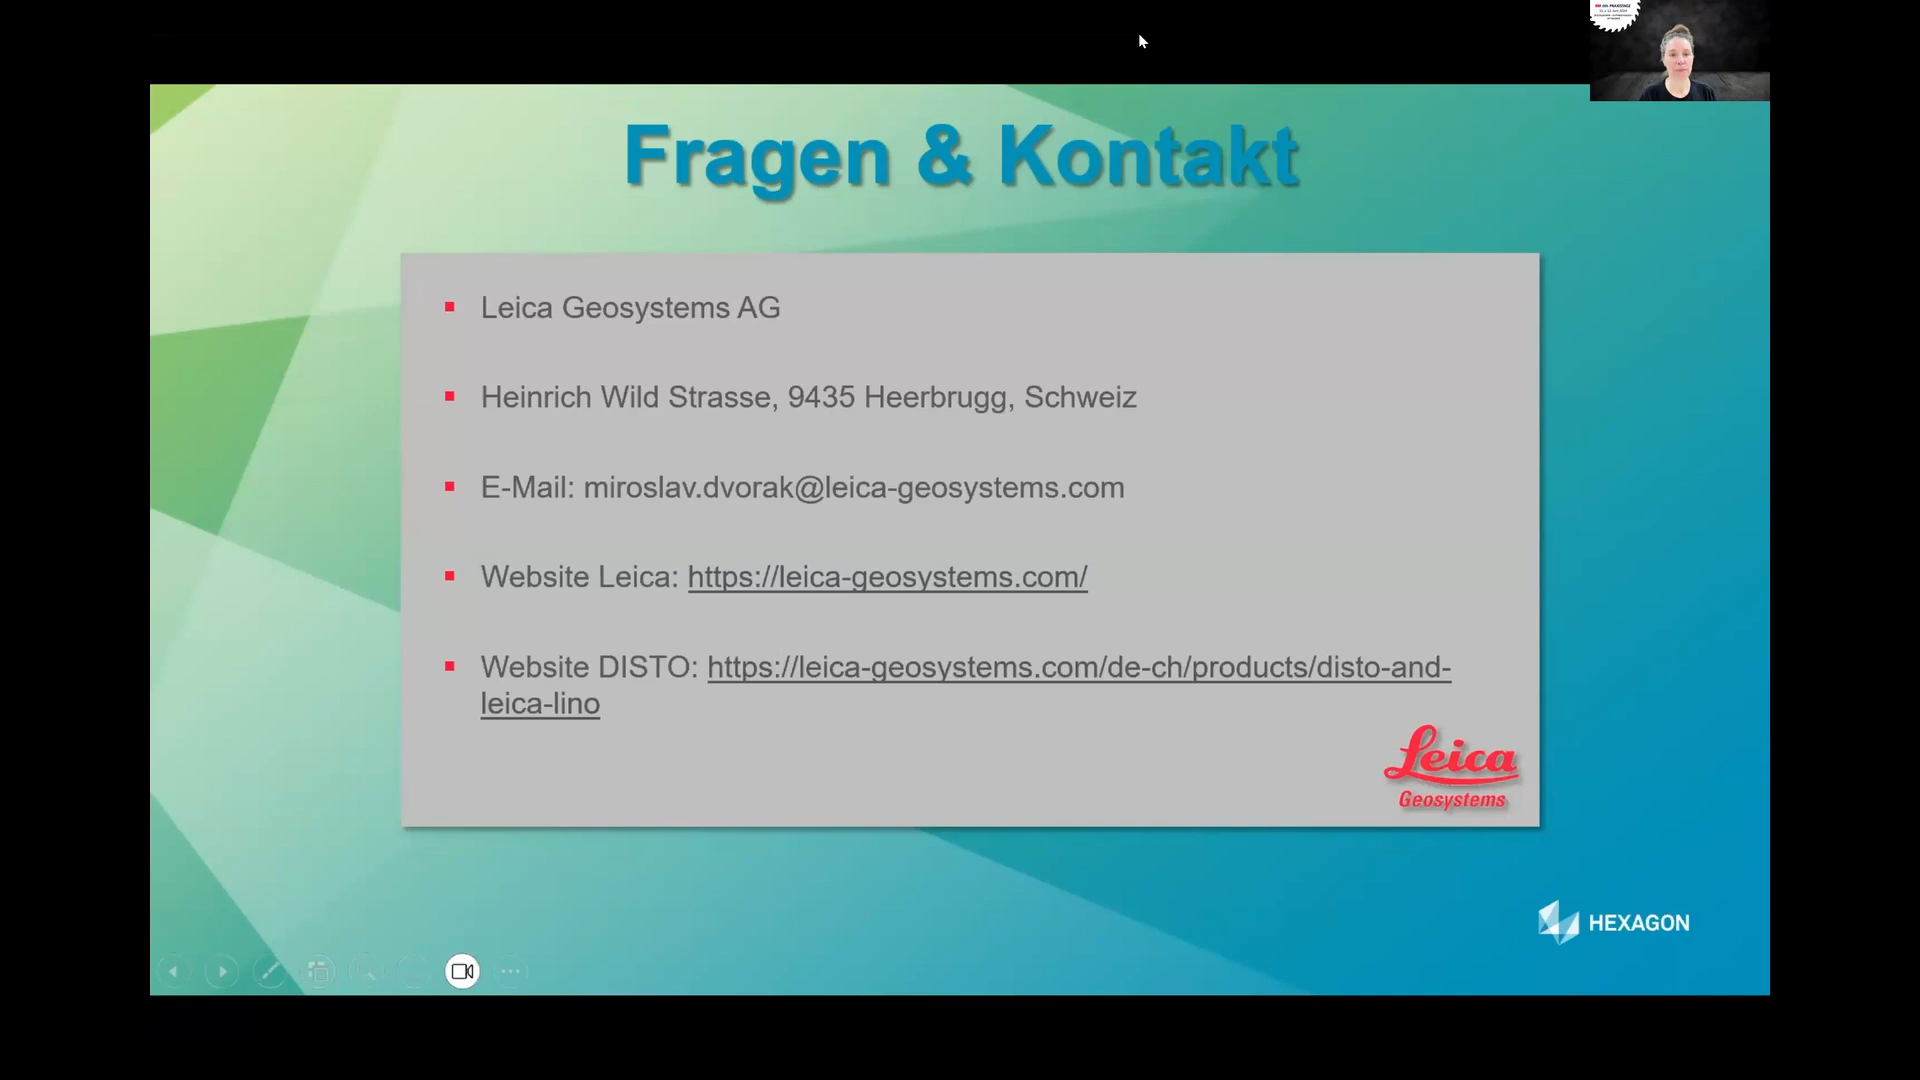 Fragen & Kontakt
Leica Geosystems AG
Heinrich Wild Strasse, 9435 Heerbrugg, Schweiz
E-Mail: miroslav.dvorak@leica-geosystems.com
Website Leica: https://leica-geosystems.com/
Website DISTO: https://leica-geosystems.com/de-ch/products/disto-and-
leica-lino
Leica
Geosystems
HEXAGON